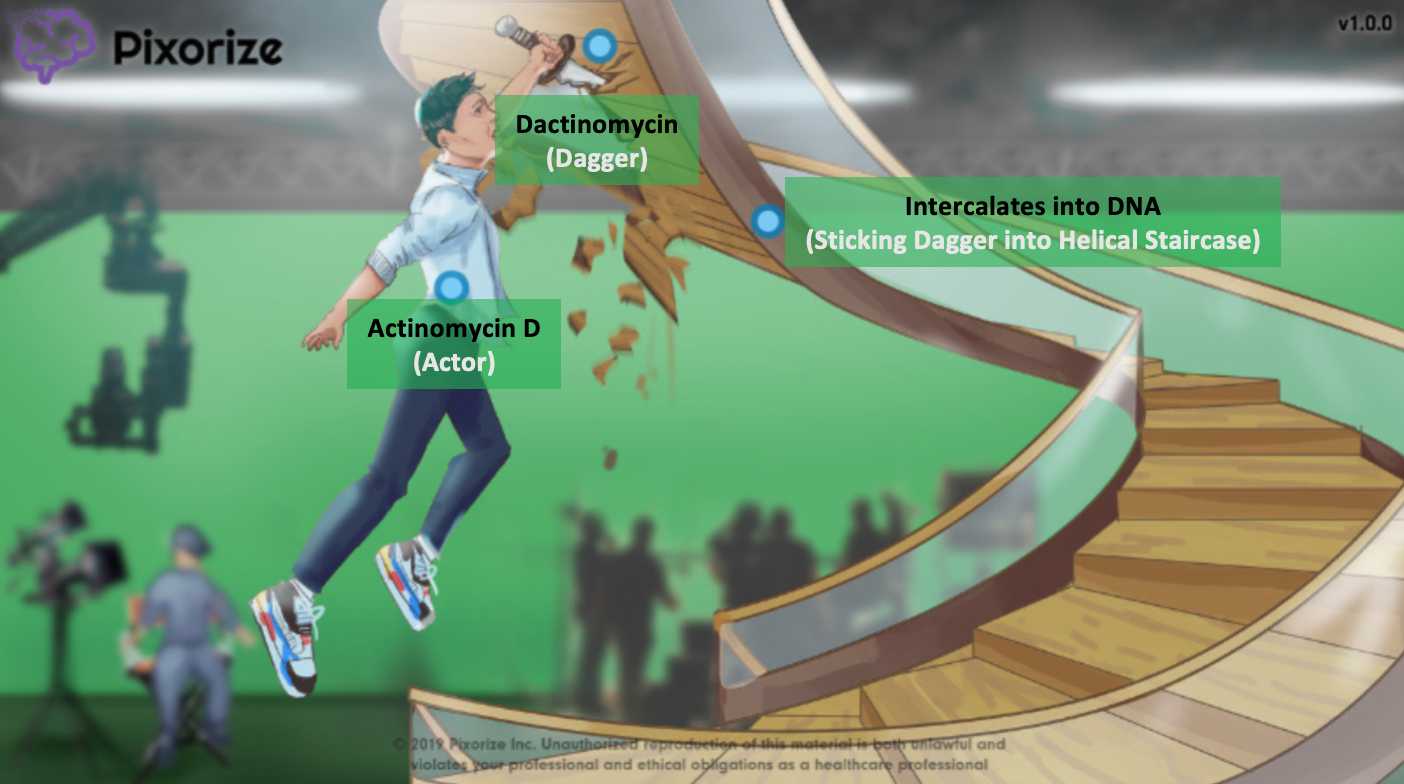 Pixorize
v1.0.0
Dactinomycin
(Dagger)
Intercalates into DNA
(Sticking Dagger into Helical Staircase)
Actinomycin D
(Actor)
© 2019 Pixorize Inc. Unauthorized reproduction of this material is both unlawful and
violates your professional and ethical obligations as a healthcare professional